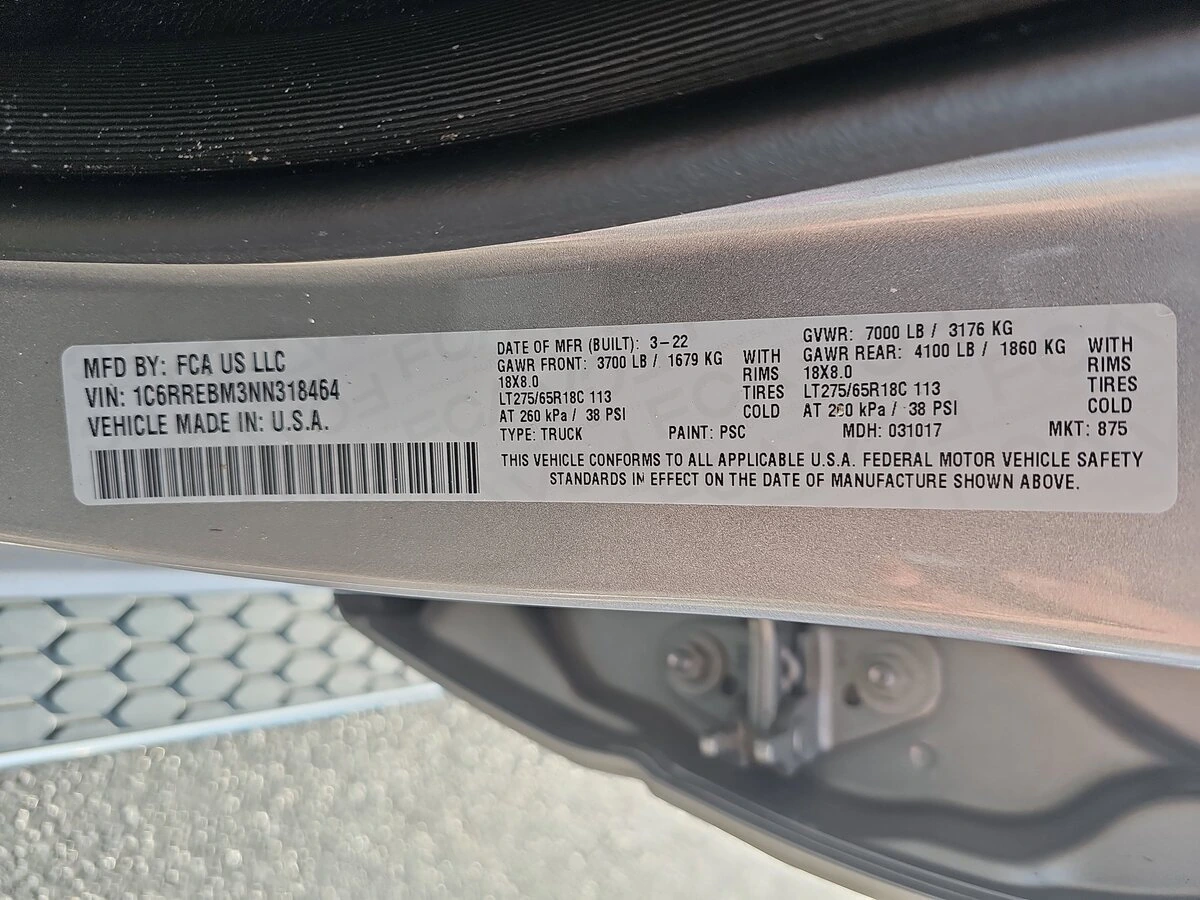 MFD BY: FCA US LLC
VIN: 1C6RREBM3NN318464
VEHICLE MADE IN: U.S.A.
DATE OF MFR (BUILT): 3-22
GAWR FRONT: 3700 LB / 1679 KG WITH
18X8.0 RIMS
LT275/65R18C 113 TIRES
AT 260 kPa / 38 PSI COLD
GVWR: 7000 LB / 3176 KG
GAWR REAR: 4100 LB / 1860 KG WITH
18X8.0 RIMS
LT275/65R18C 113 TIRES
AT 260 kPa / 38 PSI COLD
TYPE: TRUCK PAINT: PSC MDH: 031017 MKT: 875
THIS VEHICLE CONFORMS TO ALL APPLICABLE U.S.A. FEDERAL MOTOR VEHICLE SAFETY
STANDARDS IN EFFECT ON THE DATE OF MANUFACTURE SHOWN ABOVE.